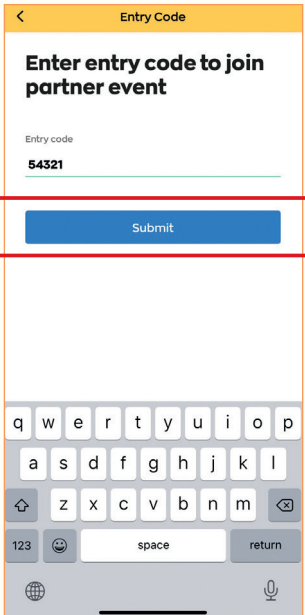 Entry Code
Enter entry code to join
partner event
Entry code
54321
Submit
q w e r t y u i o p
a s d f g h j k l
z x c v b n m
123 space return